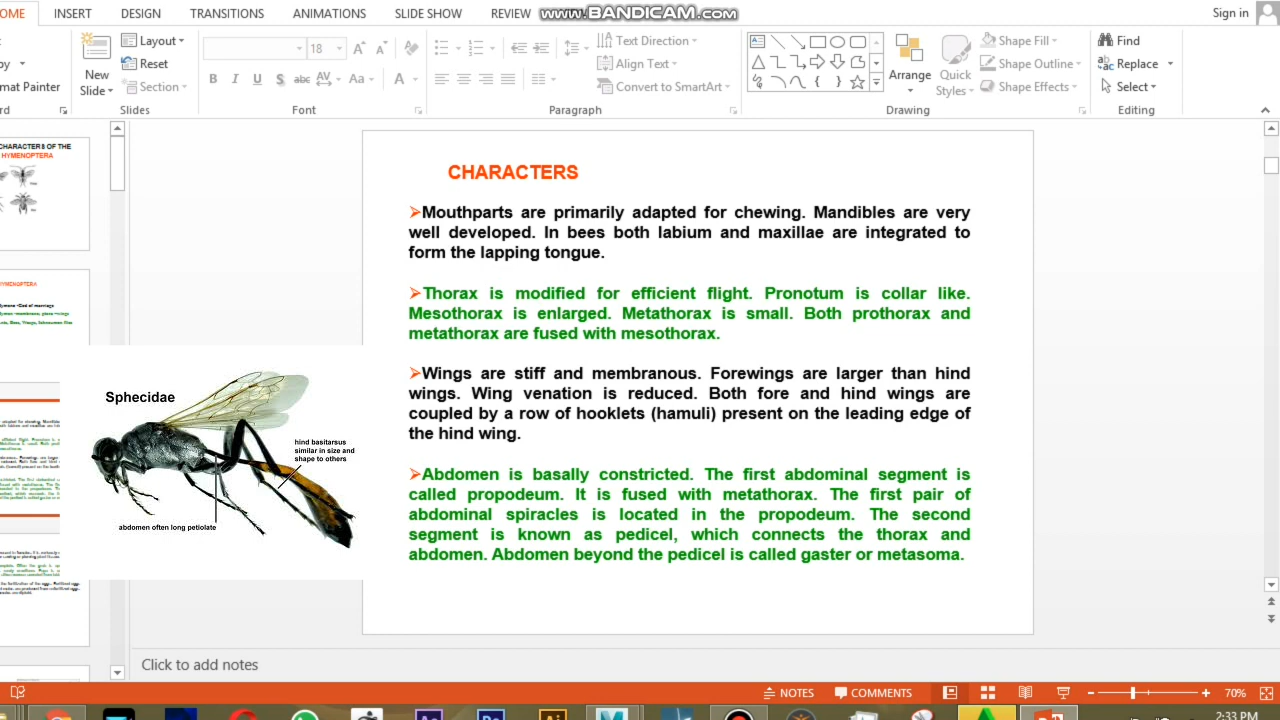 www.BANDICAM.com
OME INSERT DESIGN TRANSITIONS ANIMATIONS SLIDE SHOW REVIEW Sign in
Layout
Reset
Section
New
Slide
py
mat Painter
rd
Slides
18
B I U S abc AV Aa A
Font
Text Direction
Align Text
Convert to SmartArt
Paragraph
Arrange
Quick
Styles
Shape Fill
Shape Outline
Shape Effects
Drawing
Find
Replace
Select
Editing
CHARACTERS OF THE
HYMENOPTERA
CHARACTERS
Mouthparts are primarily adapted for chewing. Mandibles are very
well developed. In bees both labium and maxillae are integrated to
form the lapping tongue.
Thorax is modified for efficient flight. Pronotum is collar like.
Mesothorax is enlarged. Metathorax is small. Both prothorax and
metathorax are fused with mesothorax.
Wings are stiff and membranous. Forewings are larger than hind
wings. Wing venation is reduced. Both fore and hind wings are
coupled by a row of hooklets (hamuli) present on the leading edge of
the hind wing.
Abdomen is basally constricted. The first abdominal segment is
called propodeum. It is fused with metathorax. The first pair of
abdominal spiracles is located in the propodeum. The second
segment is known as pedicel, which connects the thorax and
abdomen. Abdomen beyond the pedicel is called gaster or metasoma.
Sphecidae
hind basitarsus
similar in size and
shape to others
abdomen often long petiolate
Click to add notes
NOTES COMMENTS 70%
2:33 PM